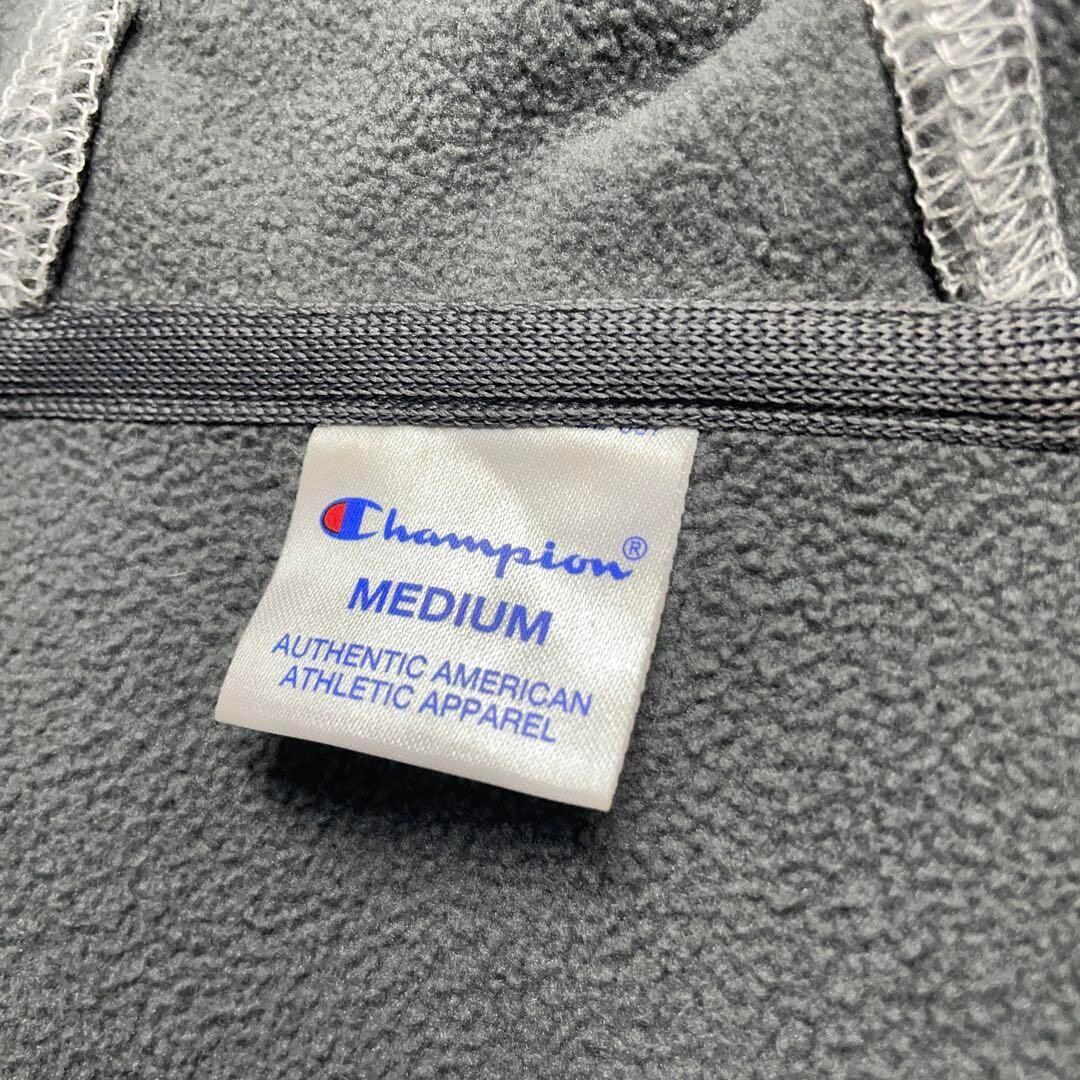 Champion®
MEDIUM
AUTHENTIC AMERICAN
ATHLETIC APPAREL